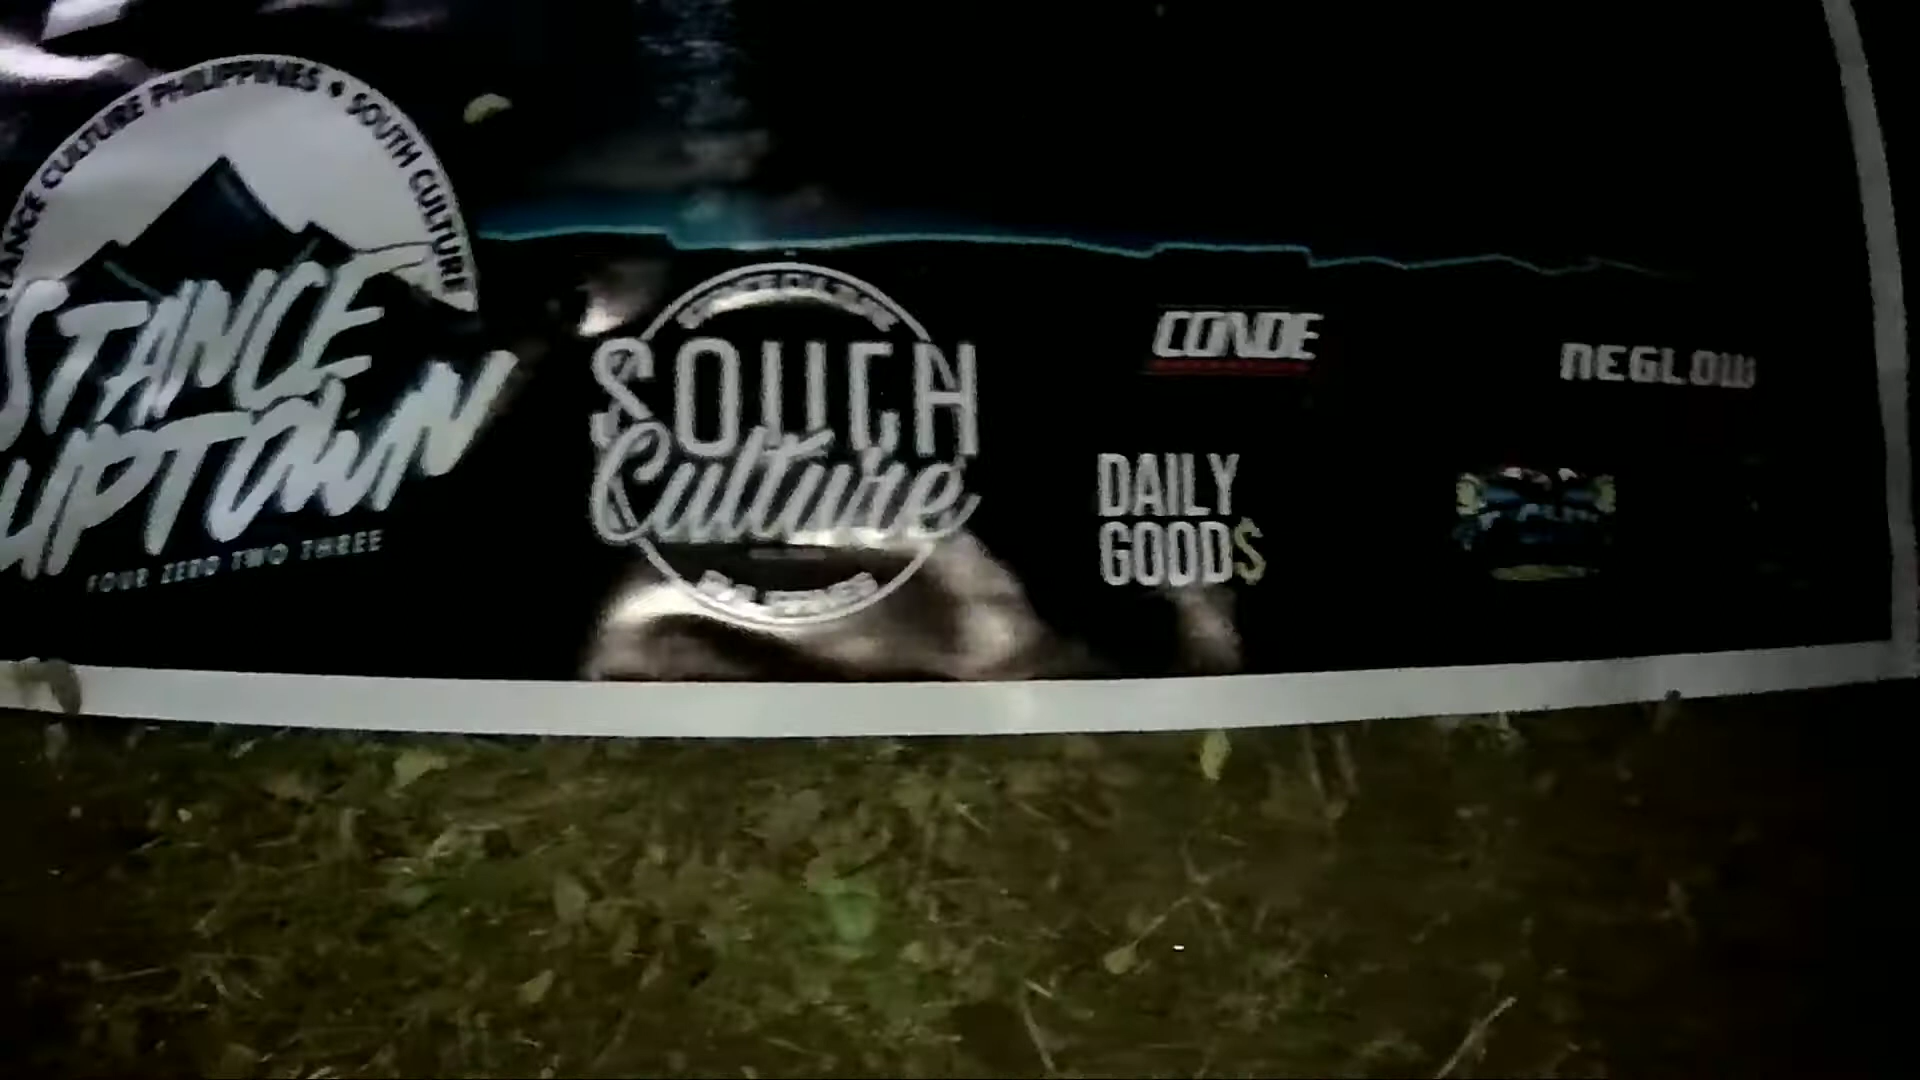 STANCE CULTURE PHILIPPINES • SOUTH CULTURE
STANCE
UPTOWN
FOUR ZERO TWO THREE
SOUTH
Culture
CONDE
NEGLOW
DAILY
GOOD$